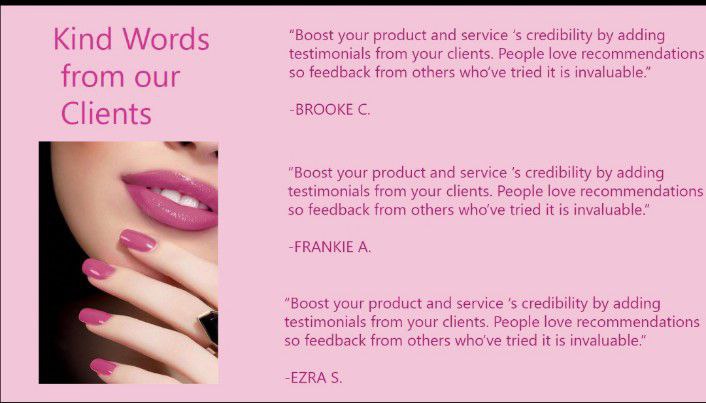 Kind Words
from our
Clients
“Boost your product and service ‘s credibility by adding
testimonials from your clients. People love recommendations
so feedback from others who’ve tried it is invaluable.”
-BROOKE C.
“Boost your product and service ‘s credibility by adding
testimonials from your clients. People love recommendations
so feedback from others who’ve tried it is invaluable.”
-FRANKIE A.
“Boost your product and service ‘s credibility by adding
testimonials from your clients. People love recommendations
so feedback from others who’ve tried it is invaluable.”
-EZRA S.